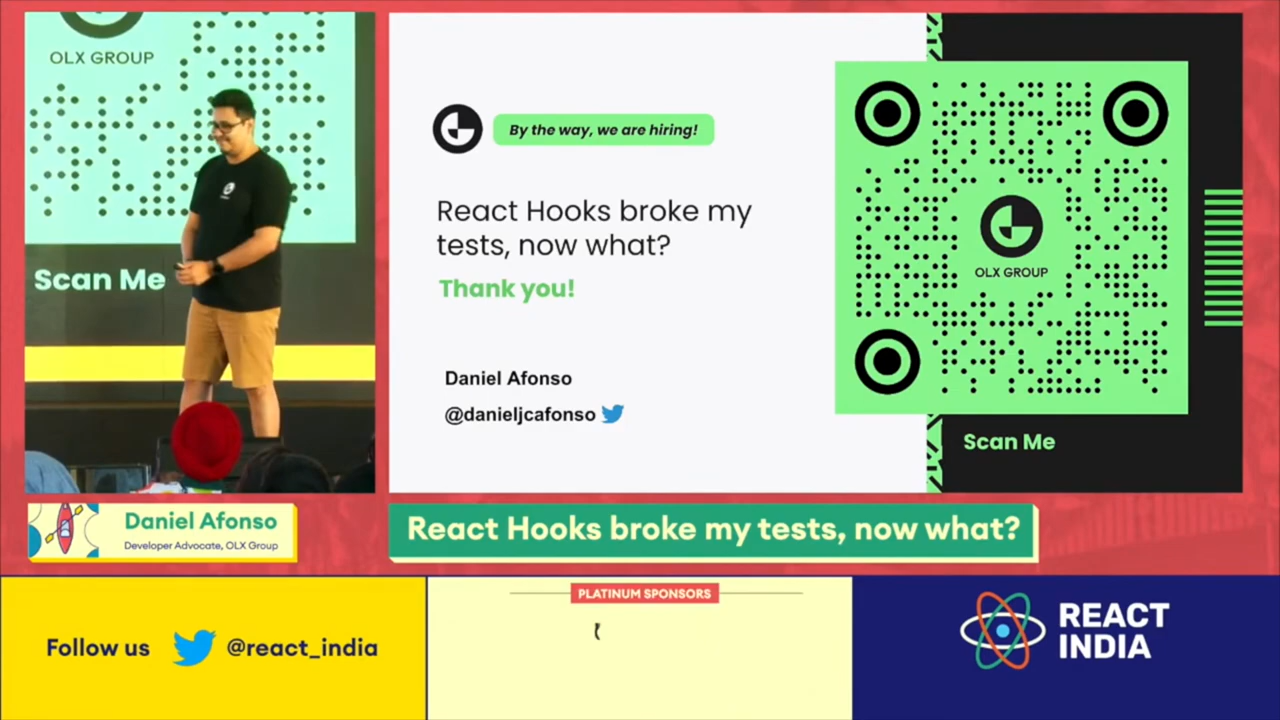 OLX GROUP
Scan Me
By the way, we are hiring!
React Hooks broke my
tests, now what?
Thank you!
Daniel Afonso
@danieljcafonso
OLX GROUP
Scan Me
Daniel Afonso
Developer Advocate, OLX Group
React Hooks broke my tests, now what?
Follow us @react_india
PLATINUM SPONSORS
REACT
INDIA